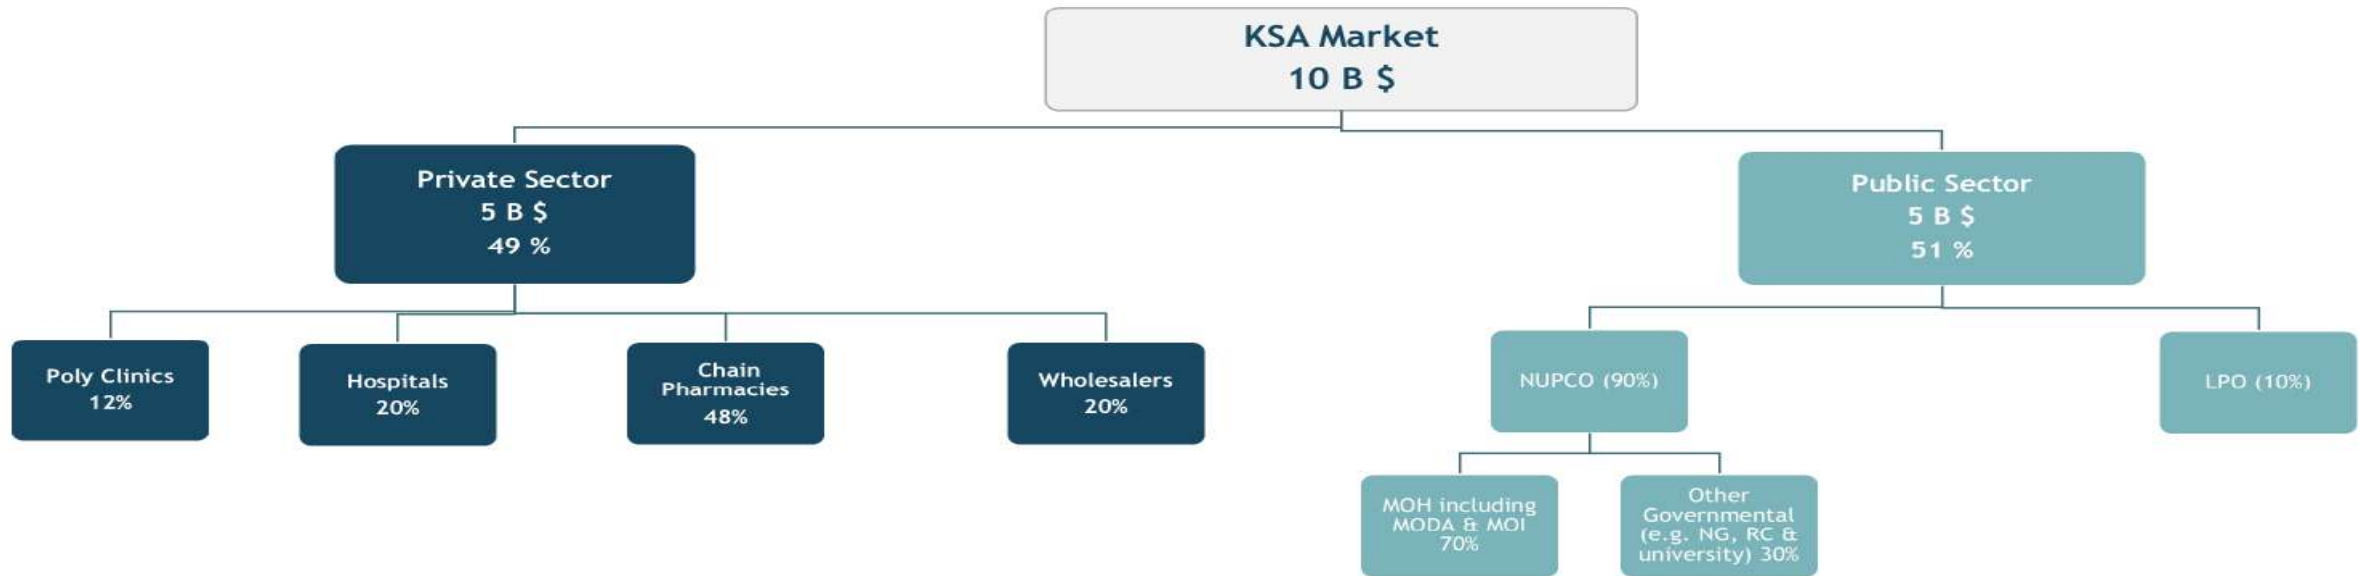 KSA Market
10 B $
Private Sector
5 B $
49 %
Public Sector
5 B $
51 %
Poly Clinics
12%
Hospitals
20%
Chain
Pharmacies
48%
Wholesalers
20%
NUPCO (90%)
LPO (10%)
MOH including
MODA & MOI
70%
Other
Governmental
(e.g. NG, RC &
university) 30%